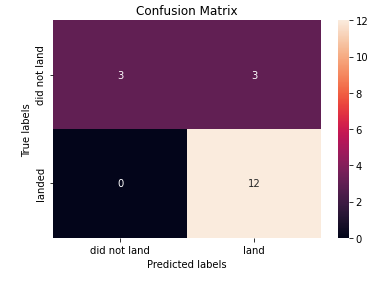 Confusion Matrix
True labels
did not land
landed
3
3
0
12
did not land
land
Predicted labels
12
10
8
6
4
2
0